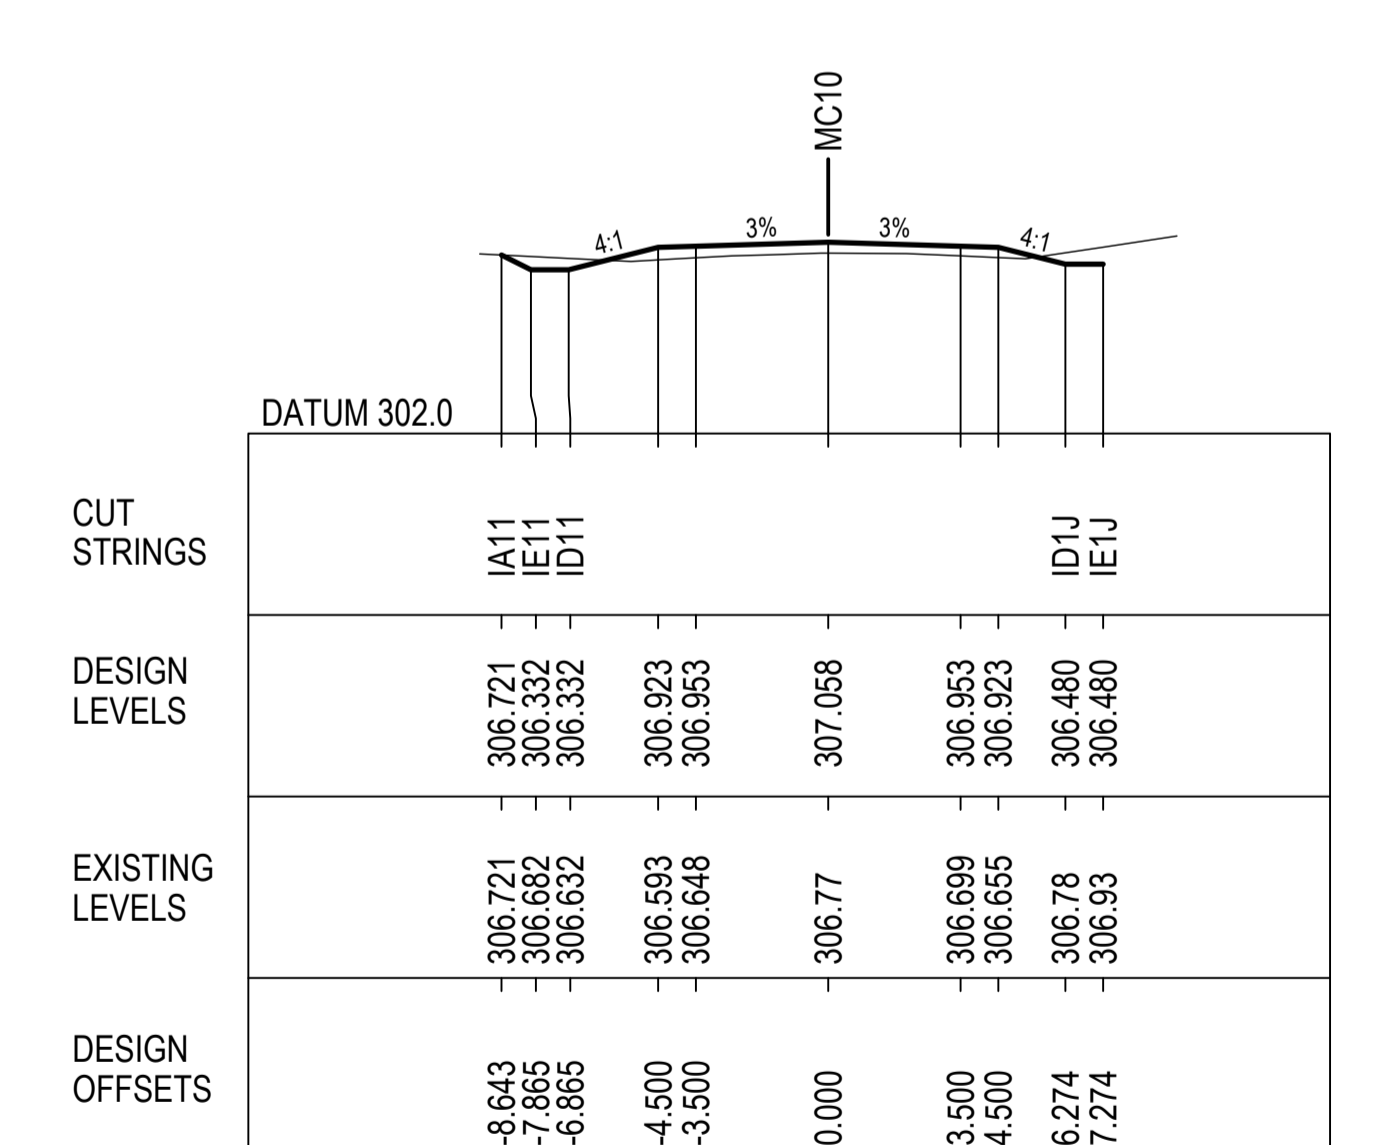 MC10
4:1
3%
3%
4:1
DATUM 302.0
CUT
STRINGS
IA11
IE11
ID11
ID1J
IE1J
DESIGN
LEVELS
306.721
306.332
306.332
306.923
306.953
307.058
306.953
306.923
306.480
306.480
EXISTING
LEVELS
306.721
306.682
306.632
306.593
306.648
306.77
306.699
306.655
306.78
306.93
DESIGN
OFFSETS
-8.643
-7.865
-6.865
-4.500
-3.500
0.000
3.500
4.500
6.274
7.274